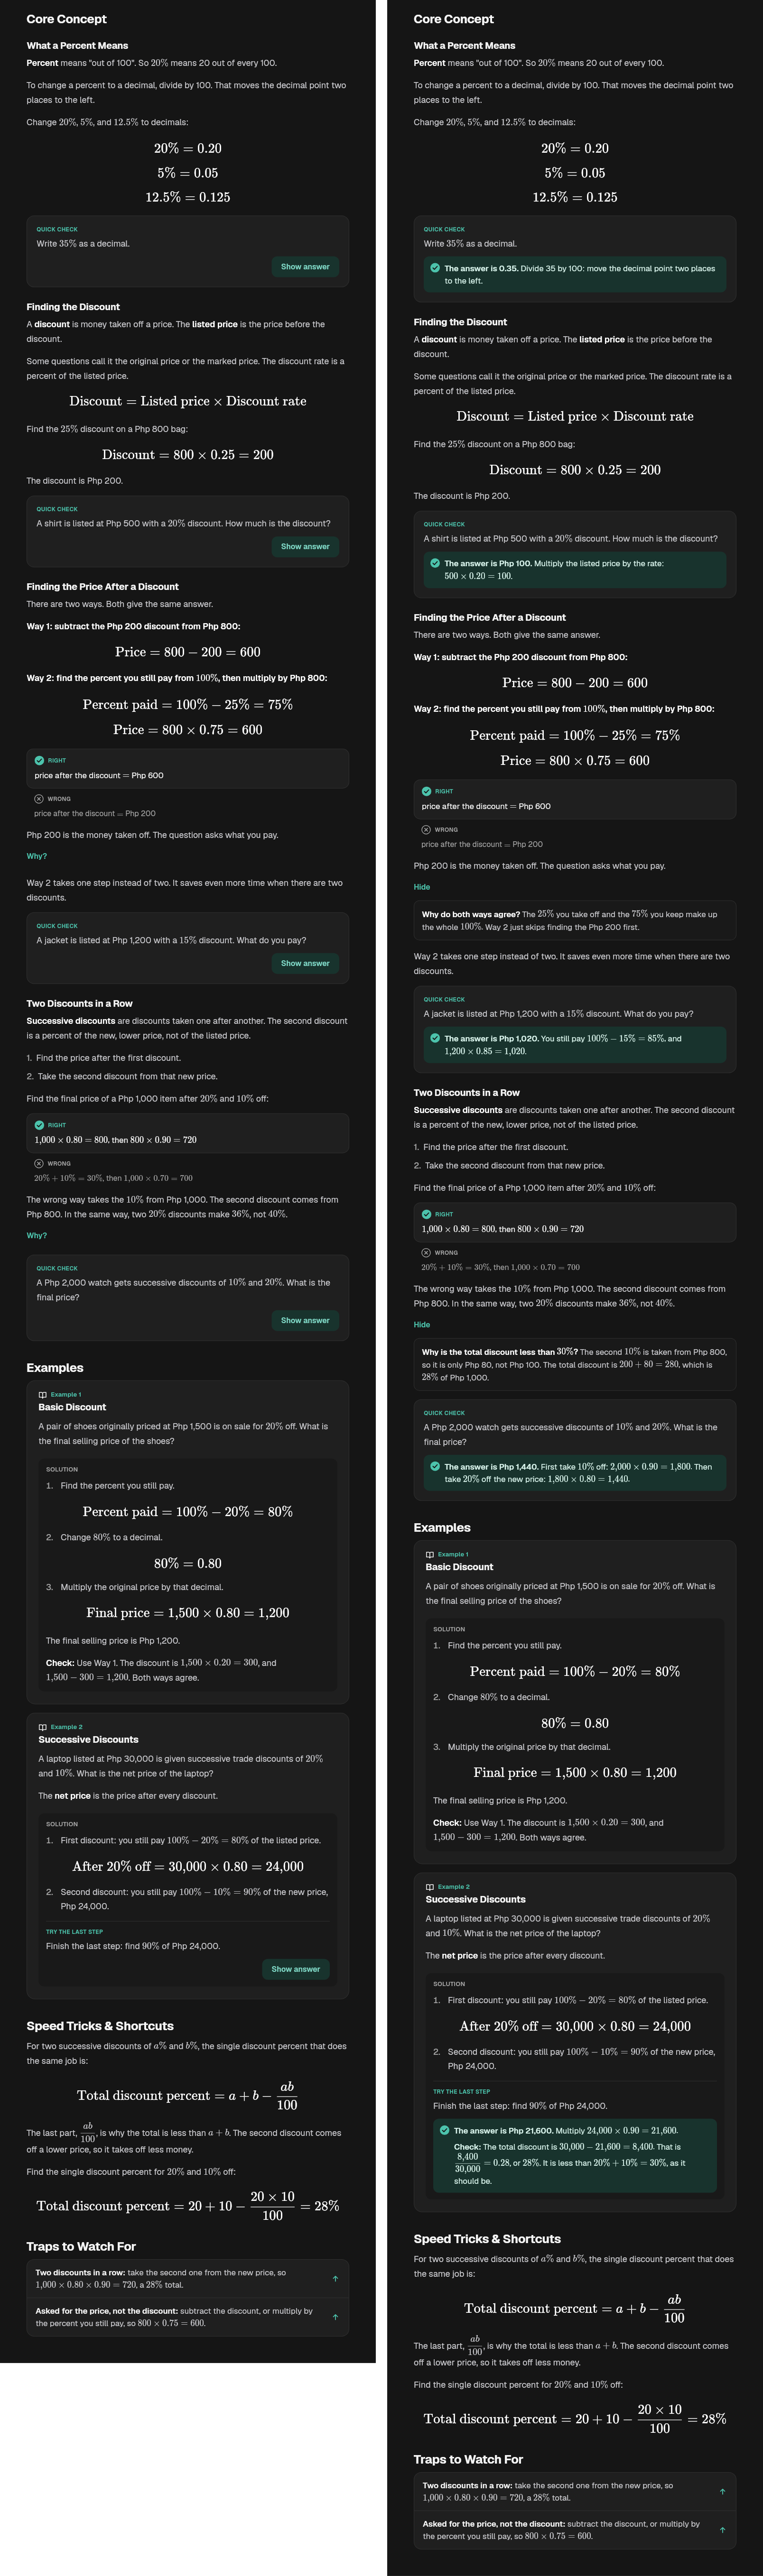 Core Concept
What a Percent Means
Percent means "out of 100". So 20% means 20 out of every 100.
To change a percent to a decimal, divide by 100. That moves the decimal point two
places to the left.
Change 20%, 5%, and 12.5% to decimals:
20% = 0.20
5% = 0.05
12.5% = 0.125
QUICK CHECK
Write 35% as a decimal.
Show answer
Finding the Discount
A discount is money taken off a price. The listed price is the price before the
discount.
Some questions call it the original price or the marked price. The discount rate is a
percent of the listed price.
Discount = Listed price × Discount rate
Find the 25% discount on a Php 800 bag:
Discount = 800 × 0.25 = 200
The discount is Php 200.
QUICK CHECK
A shirt is listed at Php 500 with a 20% discount. How much is the discount?
Show answer
Finding the Price After a Discount
There are two ways. Both give the same answer.
Way 1: subtract the Php 200 discount from Php 800:
Price = 800 − 200 = 600
Way 2: find the percent you still pay from 100%, then multiply by Php 800:
Percent paid = 100% − 25% = 75%
Price = 800 × 0.75 = 600
RIGHT
price after the discount = Php 600
WRONG
price after the discount = Php 200
Php 200 is the money taken off. The question asks what you pay.
Why?
Way 2 takes one step instead of two. It saves even more time when there are two
discounts.
QUICK CHECK
A jacket is listed at Php 1,200 with a 15% discount. What do you pay?
Show answer
Two Discounts in a Row
Successive discounts are discounts taken one after another. The second discount
is a percent of the new, lower price, not of the listed price.
1. Find the price after the first discount.
2. Take the second discount from that new price.
Find the final price of a Php 1,000 item after 20% and 10% off:
RIGHT
1,000 × 0.80 = 800, then 800 × 0.90 = 720
WRONG
20% + 10% = 30%, then 1,000 × 0.70 = 700
The wrong way takes the 10% from Php 1,000. The second discount comes from
Php 800. In the same way, two 20% discounts make 36%, not 40%.
Why?
QUICK CHECK
A Php 2,000 watch gets successive discounts of 10% and 20%. What is the
final price?
Show answer
Examples
Example 1
Basic Discount
A pair of shoes originally priced at Php 1,500 is on sale for 20% off. What is
the final selling price of the shoes?
SOLUTION
1. Find the percent you still pay.
Percent paid = 100% − 20% = 80%
2. Change 80% to a decimal.
80% = 0.80
3. Multiply the original price by that decimal.
Final price = 1,500 × 0.80 = 1,200
The final selling price is Php 1,200.
Check: Use Way 1. The discount is 1,500 × 0.20 = 300, and
1,500 − 300 = 1,200. Both ways agree.
Example 2
Successive Discounts
A laptop listed at Php 30,000 is given successive trade discounts of 20%
and 10%. What is the net price of the laptop?
The net price is the price after every discount.
SOLUTION
1. First discount: you still pay 100% − 20% = 80% of the listed price.
After 20% off = 30,000 × 0.80 = 24,000
2. Second discount: you still pay 100% − 10% = 90% of the new price,
Php 24,000.
TRY THE LAST STEP
Finish the last step: find 90% of Php 24,000.
Show answer
Speed Tricks & Shortcuts
For two successive discounts of a% and b%, the single discount percent that does
the same job is:
Total discount percent = a + b − ab/100
The last part, ab/100, is why the total is less than a + b. The second discount comes
off a lower price, so it takes off less money.
Find the single discount percent for 20% and 10% off:
Total discount percent = 20 + 10 − (20 × 10)/100 = 28%
Traps to Watch For
Two discounts in a row: take the second one from the new price, so
1,000 × 0.80 × 0.90 = 720, a 28% total.
↑
Asked for the price, not the discount: subtract the discount, or multiply by
the percent you still pay, so 800 × 0.75 = 600.
↑
Core Concept
What a Percent Means
Percent means "out of 100". So 20% means 20 out of every 100.
To change a percent to a decimal, divide by 100. That moves the decimal point two
places to the left.
Change 20%, 5%, and 12.5% to decimals:
20% = 0.20
5% = 0.05
12.5% = 0.125
QUICK CHECK
Write 35% as a decimal.
The answer is 0.35. Divide 35 by 100: move the decimal point two places
to the left.
Finding the Discount
A discount is money taken off a price. The listed price is the price before the
discount.
Some questions call it the original price or the marked price. The discount rate is a
percent of the listed price.
Discount = Listed price × Discount rate
Find the 25% discount on a Php 800 bag:
Discount = 800 × 0.25 = 200
The discount is Php 200.
QUICK CHECK
A shirt is listed at Php 500 with a 20% discount. How much is the discount?
The answer is Php 100. Multiply the listed price by the rate:
500 × 0.20 = 100.
Finding the Price After a Discount
There are two ways. Both give the same answer.
Way 1: subtract the Php 200 discount from Php 800:
Price = 800 − 200 = 600
Way 2: find the percent you still pay from 100%, then multiply by Php 800:
Percent paid = 100% − 25% = 75%
Price = 800 × 0.75 = 600
RIGHT
price after the discount = Php 600
WRONG
price after the discount = Php 200
Php 200 is the money taken off. The question asks what you pay.
Hide
Why do both ways agree? The 25% you take off and the 75% you keep make up
the whole 100%. Way 2 just skips finding the Php 200 first.
Way 2 takes one step instead of two. It saves even more time when there are two
discounts.
QUICK CHECK
A jacket is listed at Php 1,200 with a 15% discount. What do you pay?
The answer is Php 1,020. You still pay 100% − 15% = 85%, and
1,200 × 0.85 = 1,020.
Two Discounts in a Row
Successive discounts are discounts taken one after another. The second discount
is a percent of the new, lower price, not of the listed price.
1. Find the price after the first discount.
2. Take the second discount from that new price.
Find the final price of a Php 1,000 item after 20% and 10% off:
RIGHT
1,000 × 0.80 = 800, then 800 × 0.90 = 720
WRONG
20% + 10% = 30%, then 1,000 × 0.70 = 700
The wrong way takes the 10% from Php 1,000. The second discount comes from
Php 800. In the same way, two 20% discounts make 36%, not 40%.
Hide
Why is the total discount less than 30%? The second 10% is taken from Php 800,
so it is only Php 80, not Php 100. The total discount is 200 + 80 = 280, which is
28% of Php 1,000.
QUICK CHECK
A Php 2,000 watch gets successive discounts of 10% and 20%. What is the
final price?
The answer is Php 1,440. First take 10% off: 2,000 × 0.90 = 1,800. Then
take 20% off the new price: 1,800 × 0.80 = 1,440.
Examples
Example 1
Basic Discount
A pair of shoes originally priced at Php 1,500 is on sale for 20% off. What is
the final selling price of the shoes?
SOLUTION
1. Find the percent you still pay.
Percent paid = 100% − 20% = 80%
2. Change 80% to a decimal.
80% = 0.80
3. Multiply the original price by that decimal.
Final price = 1,500 × 0.80 = 1,200
The final selling price is Php 1,200.
Check: Use Way 1. The discount is 1,500 × 0.20 = 300, and
1,500 − 300 = 1,200. Both ways agree.
Example 2
Successive Discounts
A laptop listed at Php 30,000 is given successive trade discounts of 20%
and 10%. What is the net price of the laptop?
The net price is the price after every discount.
SOLUTION
1. First discount: you still pay 100% − 20% = 80% of the listed price.
After 20% off = 30,000 × 0.80 = 24,000
2. Second discount: you still pay 100% − 10% = 90% of the new price,
Php 24,000.
TRY THE LAST STEP
Finish the last step: find 90% of Php 24,000.
The answer is Php 21,600. Multiply 24,000 × 0.90 = 21,600.
Check: The total discount is 30,000 − 21,600 = 8,400. That is
8,400/30,000 = 0.28, or 28%. It is less than 20% + 10% = 30%, as it
should be.
Speed Tricks & Shortcuts
For two successive discounts of a% and b%, the single discount percent that does
the same job is:
Total discount percent = a + b − ab/100
The last part, ab/100, is why the total is less than a + b. The second discount comes
off a lower price, so it takes off less money.
Find the single discount percent for 20% and 10% off:
Total discount percent = 20 + 10 − (20 × 10)/100 = 28%
Traps to Watch For
Two discounts in a row: take the second one from the new price, so
1,000 × 0.80 × 0.90 = 720, a 28% total.
↑
Asked for the price, not the discount: subtract the discount, or multiply by
the percent you still pay, so 800 × 0.75 = 600.
↑